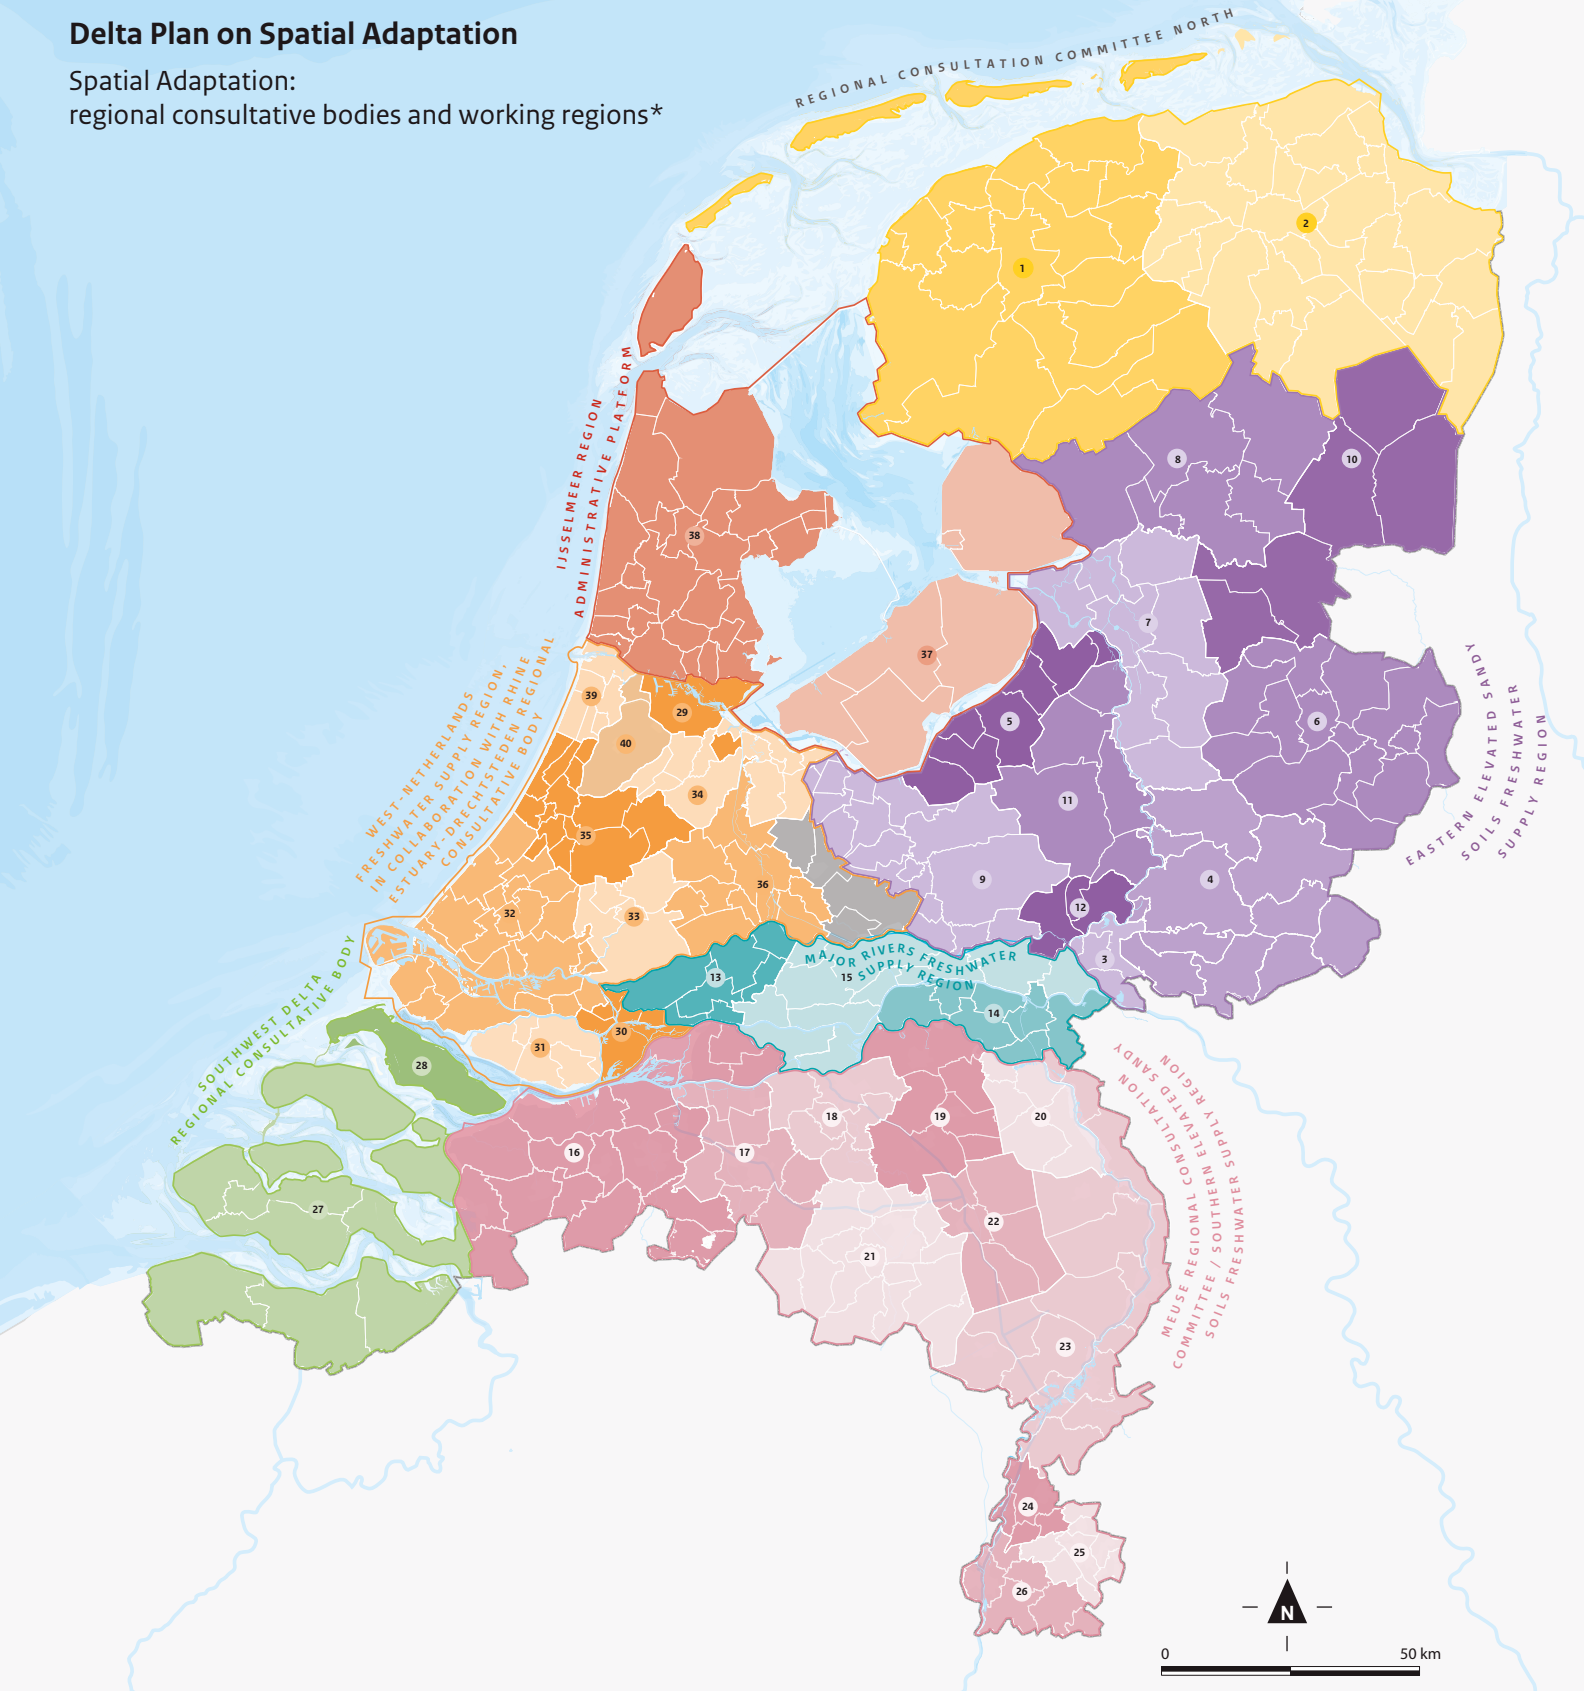 Delta Plan on Spatial Adaptation
Spatial Adaptation:
regional consultative bodies and working regions*
REGIONAL CONSULTATION COMMITTEE NORTH
1
2
IJSSELMEER REGION
ADMINISTRATIVE PLATFORM
38
37
8
10
7
5
6
11
9
12
4
3
EASTERN ELEVATED SANDY
SOILS FRESHWATER
SUPPLY REGION
WEST-NETHERLANDS
FRESHWATER SUPPLY REGION,
IN COLLABORATION WITH RHINE
ESTUARY-DRECHTSTEDEN REGIONAL
CONSULTATIVE BODY
39
29
40
34
35
36
32
33
30
31
MAJOR RIVERS FRESHWATER
SUPPLY REGION
13
15
14
SOUTHWEST DELTA
REGIONAL CONSULTATIVE BODY
28
27
16
17
18
19
20
21
22
23
24
25
26
MEUSE REGIONAL CONSULTATION
COMMITTEE / SOUTHERN ELEVATED SANDY
SOILS FRESHWATER SUPPLY REGION
N
0
50 km